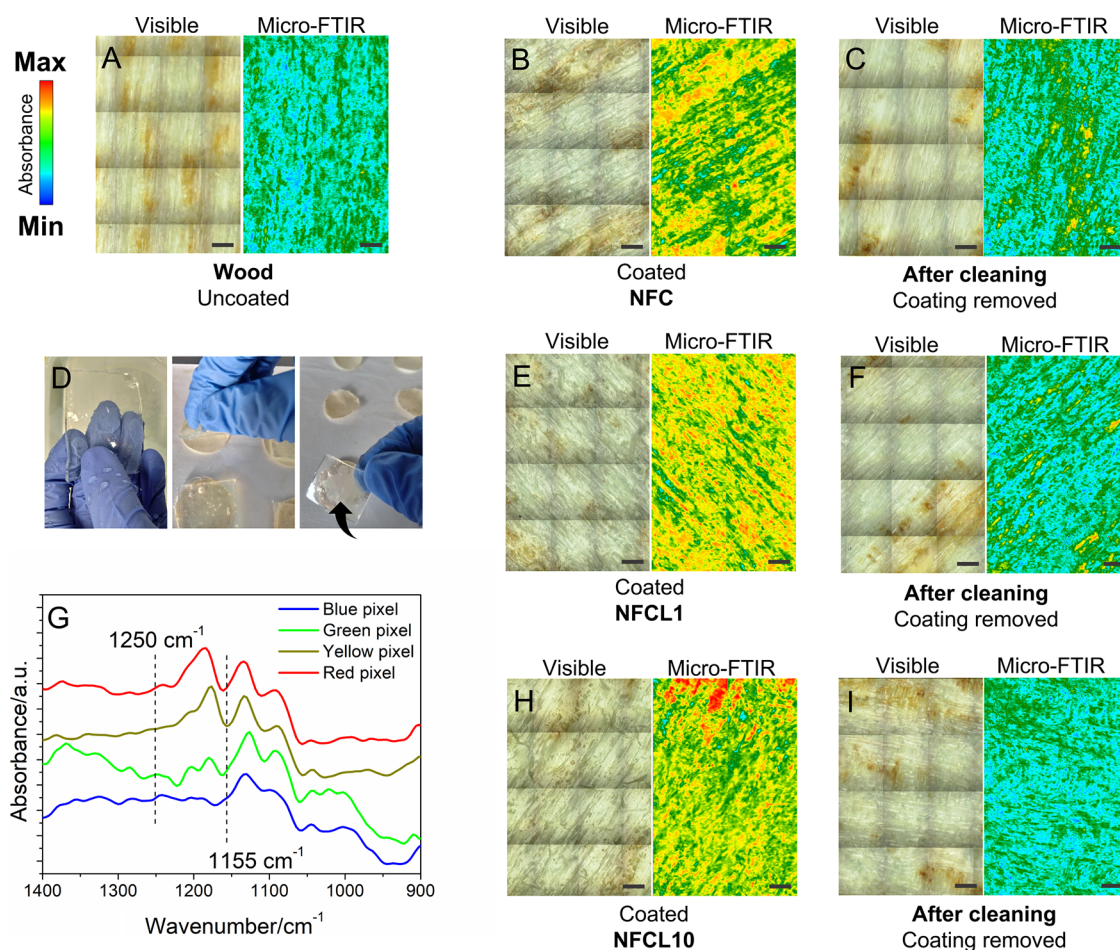 Visible Micro-FTIR
A
Max
Absorbance
Min
Wood
Uncoated
Visible Micro-FTIR
B
Coated
NFC
Visible Micro-FTIR
C
After cleaning
Coating removed
D
Visible Micro-FTIR
E
Coated
NFCL1
Visible Micro-FTIR
F
After cleaning
Coating removed
G
Blue pixel
Green pixel
Yellow pixel
Red pixel
1250 cm⁻¹
1155 cm⁻¹
Absorbance/a.u.
1400 1300 1200 1100 1000 900
Wavenumber/cm⁻¹
Visible Micro-FTIR
H
Coated
NFCL10
Visible Micro-FTIR
I
After cleaning
Coating removed